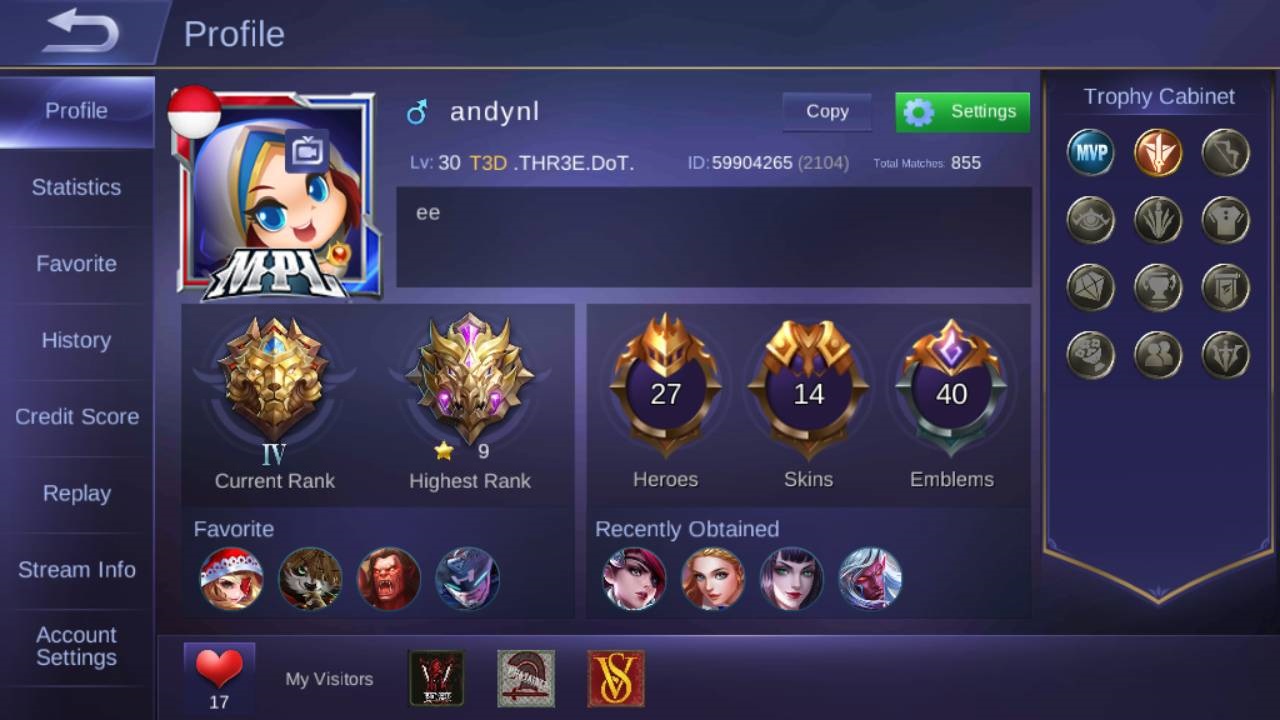 Profile
Profile
Statistics
Favorite
History
Credit Score
Replay
Stream Info
Account
Settings
MPL
andynl
Copy
Settings
Lv: 30 T3D .THR3E.DoT. ID:59904265 (2104) Total Matches: 855
ee
IV
9
Current Rank
Highest Rank
27
14
40
Heroes
Skins
Emblems
Favorite
Recently Obtained
17
My Visitors
Trophy Cabinet
MVP